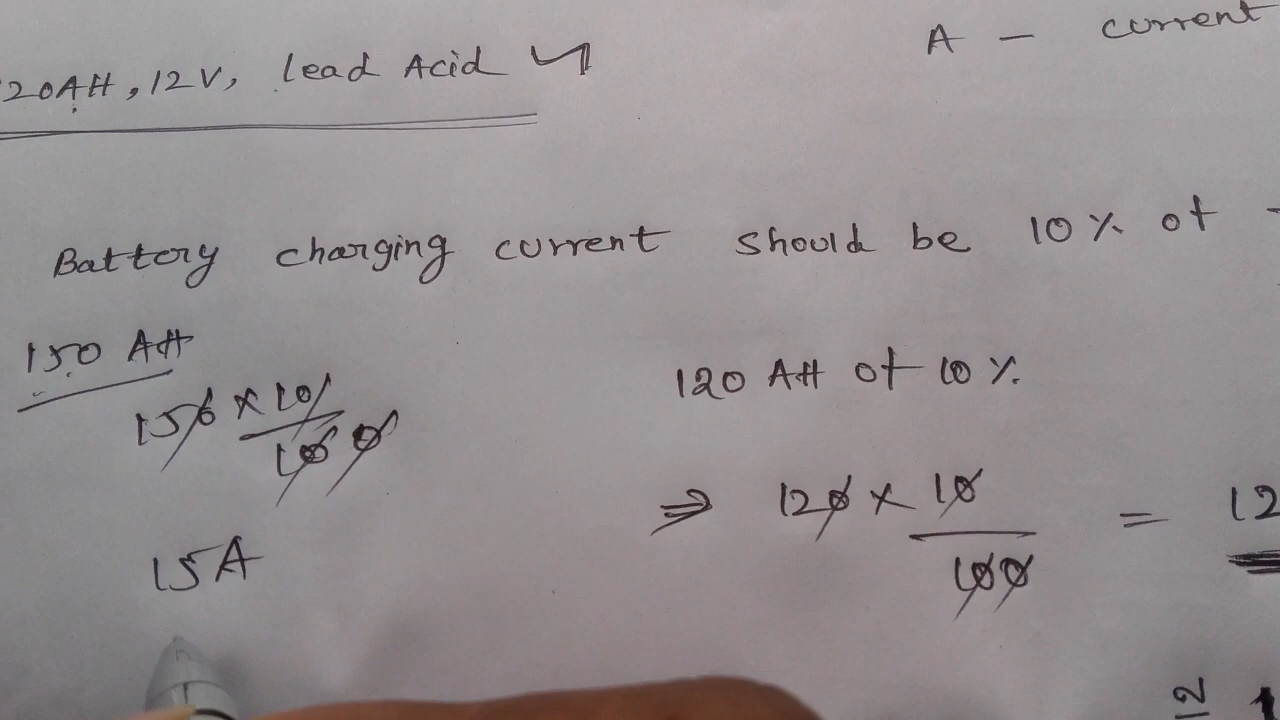 A - current
20AH, 12V, Lead Acid
Battery charging current should be 10% of
150 AH
150 x 10/
100
15A
120 AH of 10%
⇒ 120 x 10 = 12
100
12